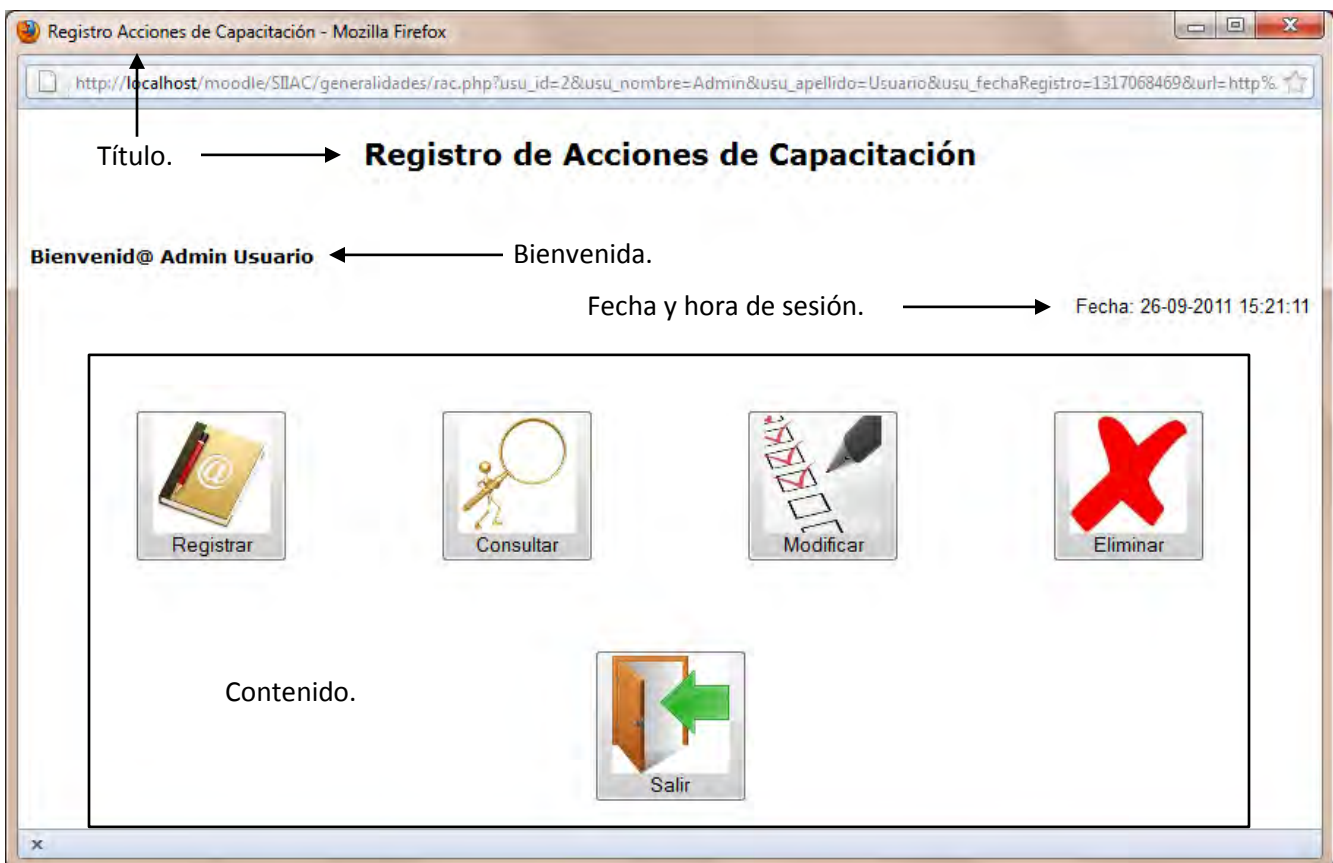 Registro Acciones de Capacitación - Mozilla Firefox
http://localhost/moodle/SIIAC/generalidades/rac.php?usu_id=2&usu_nombre=Admin&usu_apellido=Usuario&usu_fechaRegistro=1317068469&url=http%.
Título.
Registro de Acciones de Capacitación
Bienvenid@ Admin Usuario
Bienvenida.
Fecha y hora de sesión.
Fecha: 26-09-2011 15:21:11
Registrar
Consultar
Modificar
Eliminar
Contenido.
Salir